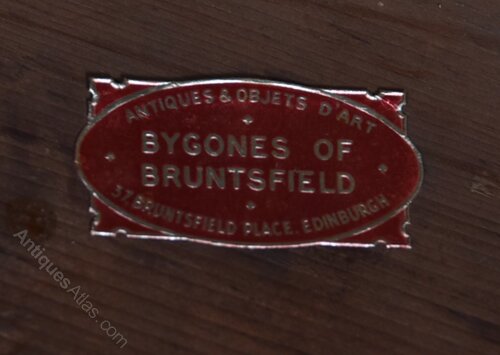 ANTIQUES & OBJETS D'ART
BYGONES OF
BRUNTSFIELD
57, BRUNTSFIELD PLACE. EDINBURGH
AntiquesAtlas.com